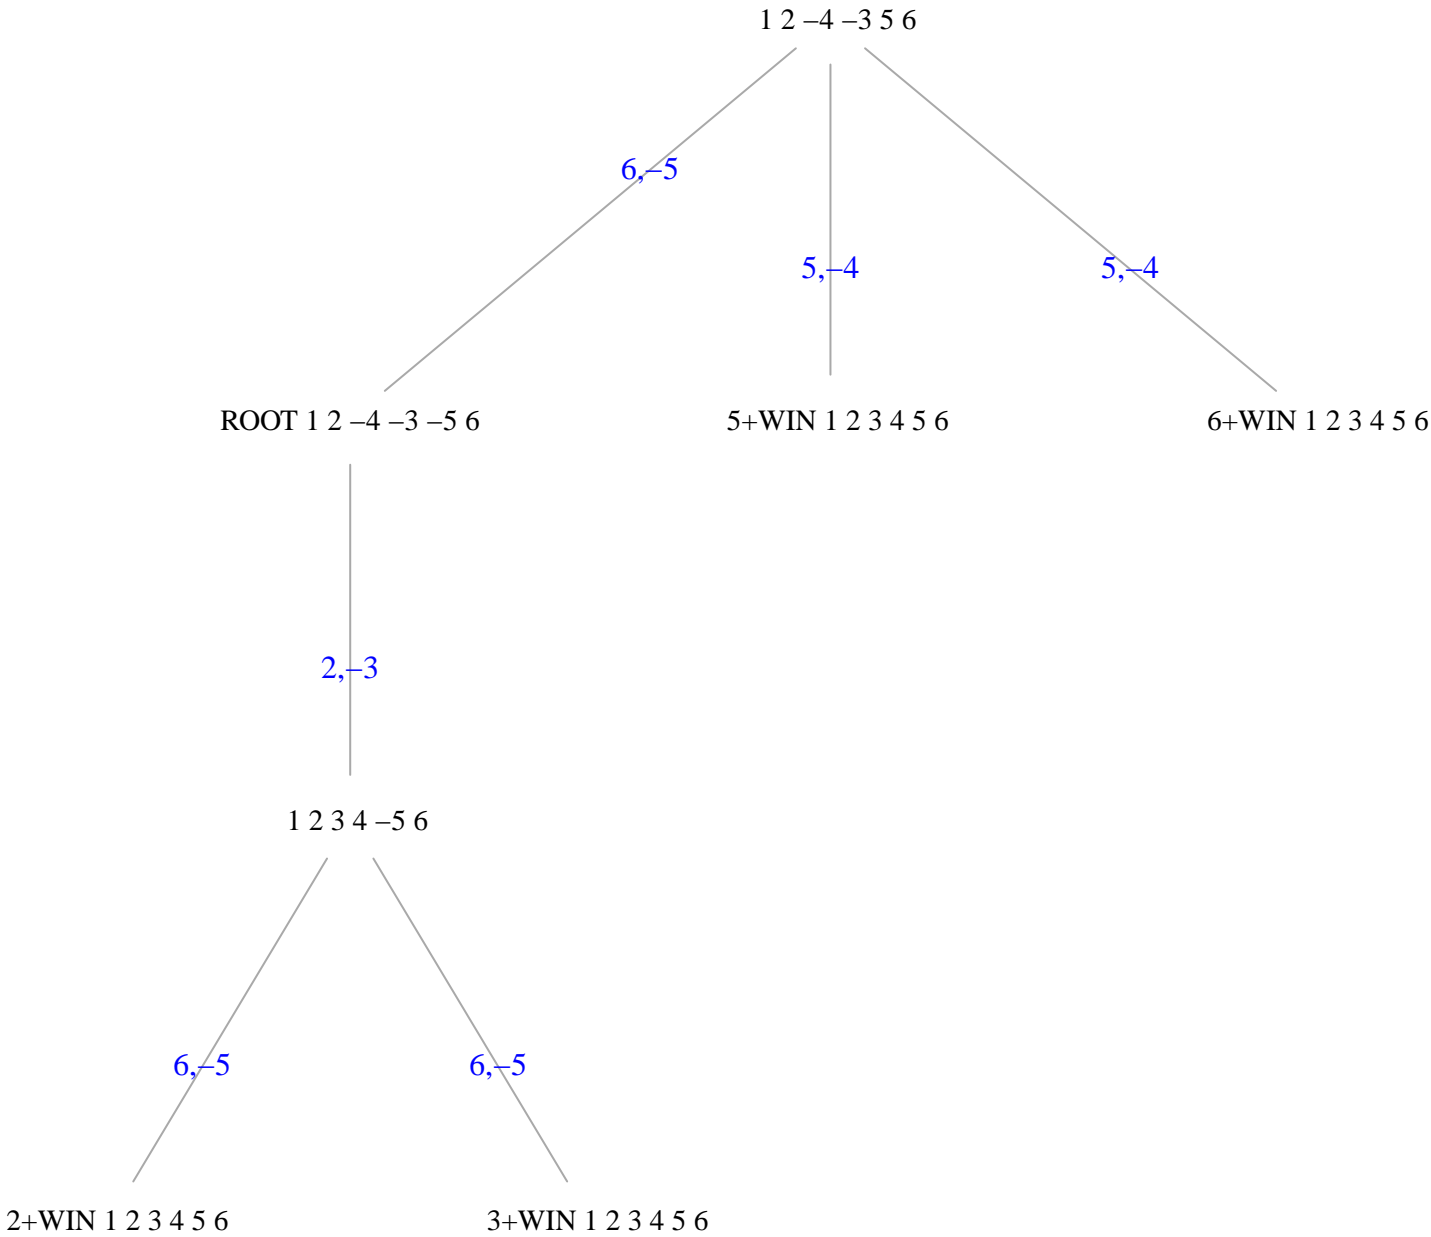 1 2 –4 –3 5 6
6,–5
5,–4
5,–4
ROOT 1 2 –4 –3 –5 6
5+WIN 1 2 3 4 5 6
6+WIN 1 2 3 4 5 6
2,–3
1 2 3 4 –5 6
6,–5
6,–5
2+WIN 1 2 3 4 5 6
3+WIN 1 2 3 4 5 6